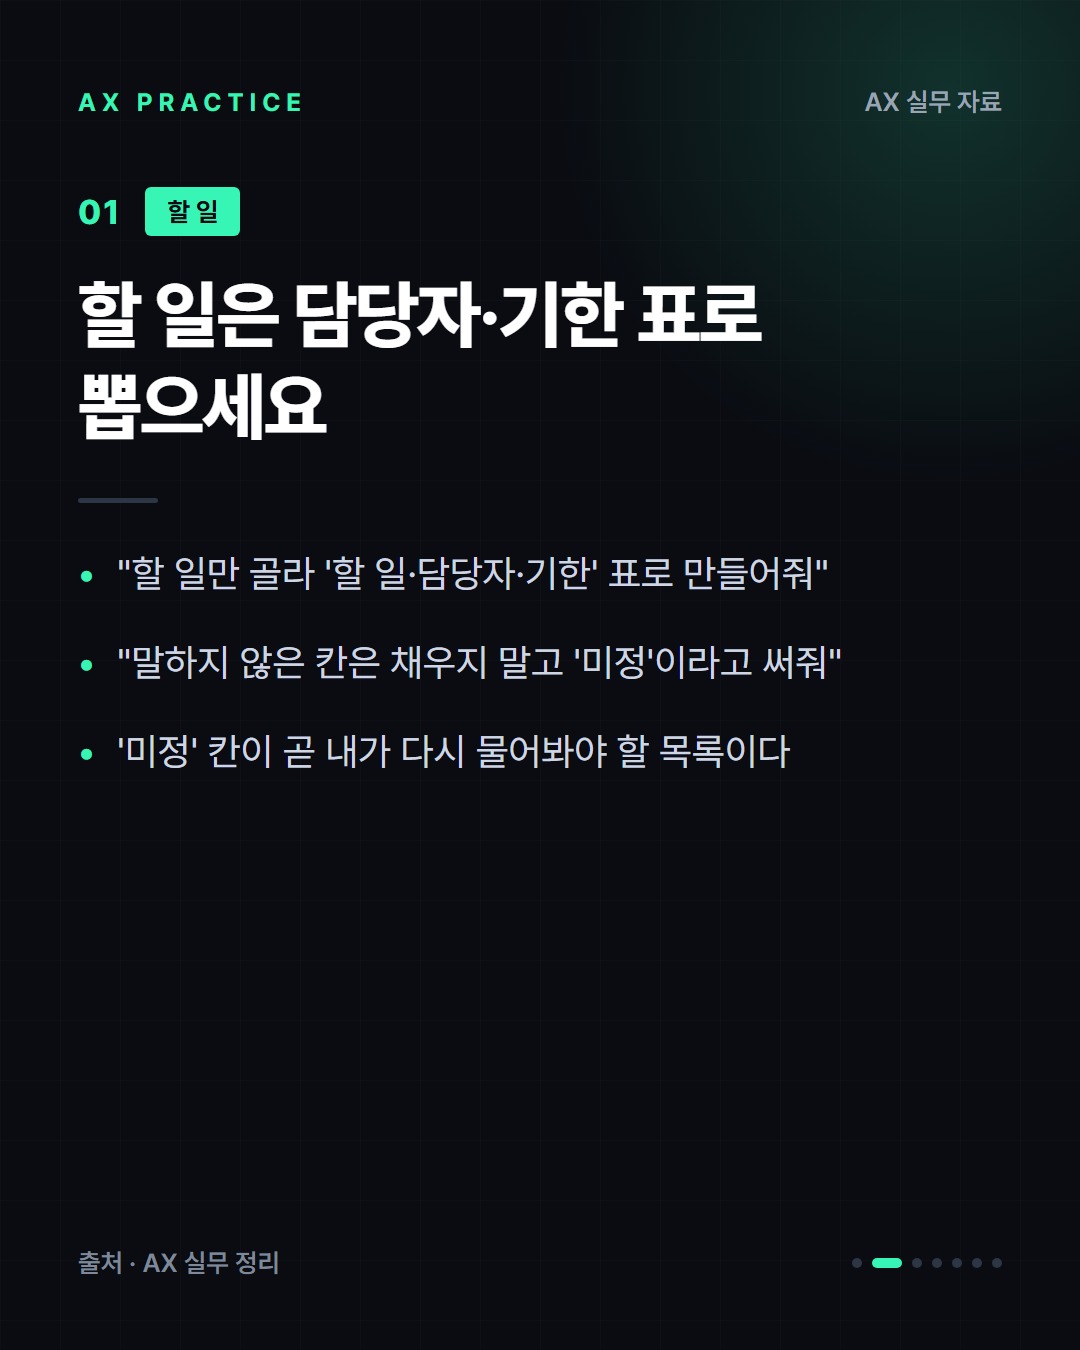 AX PRACTICE
AX 실무 자료
01
할 일
할 일은 담당자·기한 표로
뽑으세요
• "할 일만 골라 '할 일·담당자·기한' 표로 만들어줘"
• "말하지 않은 칸은 채우지 말고 '미정'이라고 써줘"
• '미정' 칸이 곧 내가 다시 물어봐야 할 목록이다
출처 · AX 실무 정리